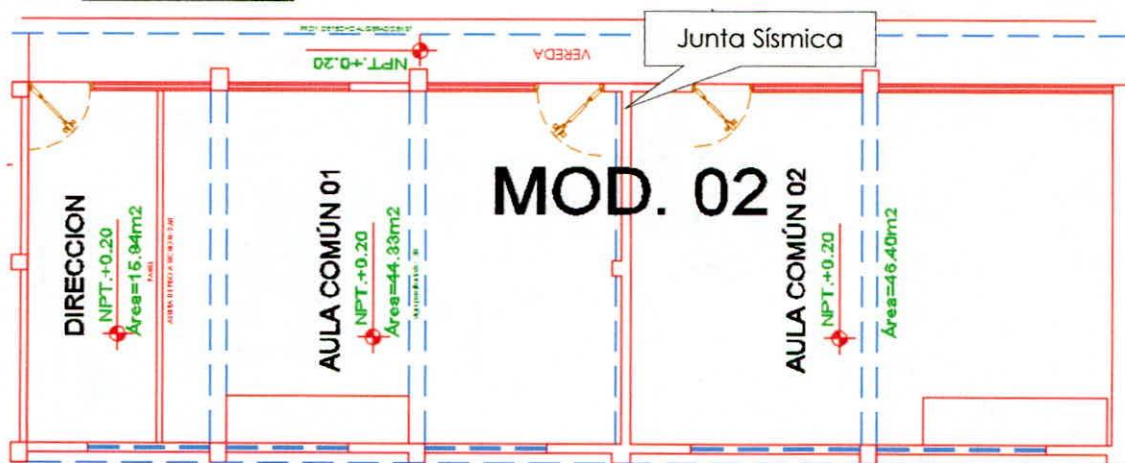 Junta Sísmica
VEREDA
NPT.+0.20
MOD. 02
DIRECCION
NPT.+0.20
Área=15.94m2
AULA COMÚN 01
NPT.+0.20
Área=44.33m2
AULA COMÚN 02
NPT.+0.20
Área=46.40m2